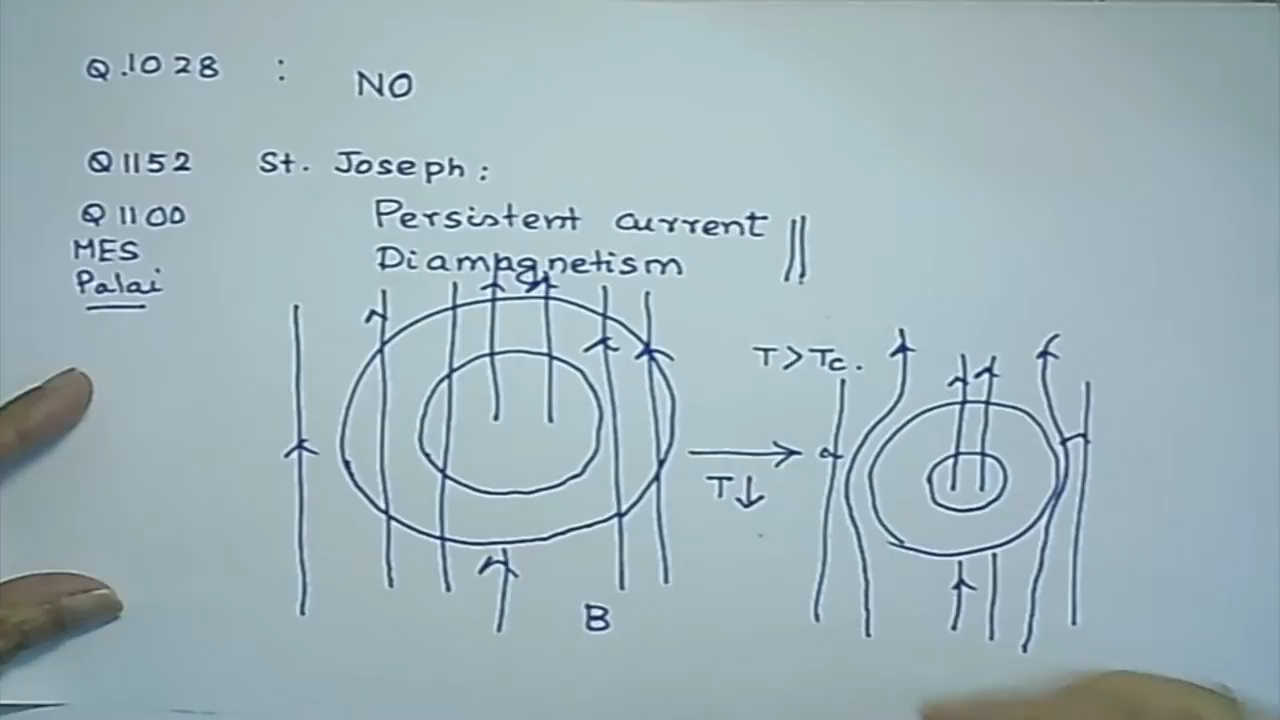 Q.1028 : NO
Q1152 St. Joseph :
Q1100 Persistent current
MES Diamagnetism
Palai
T>Tc.
T↓
B